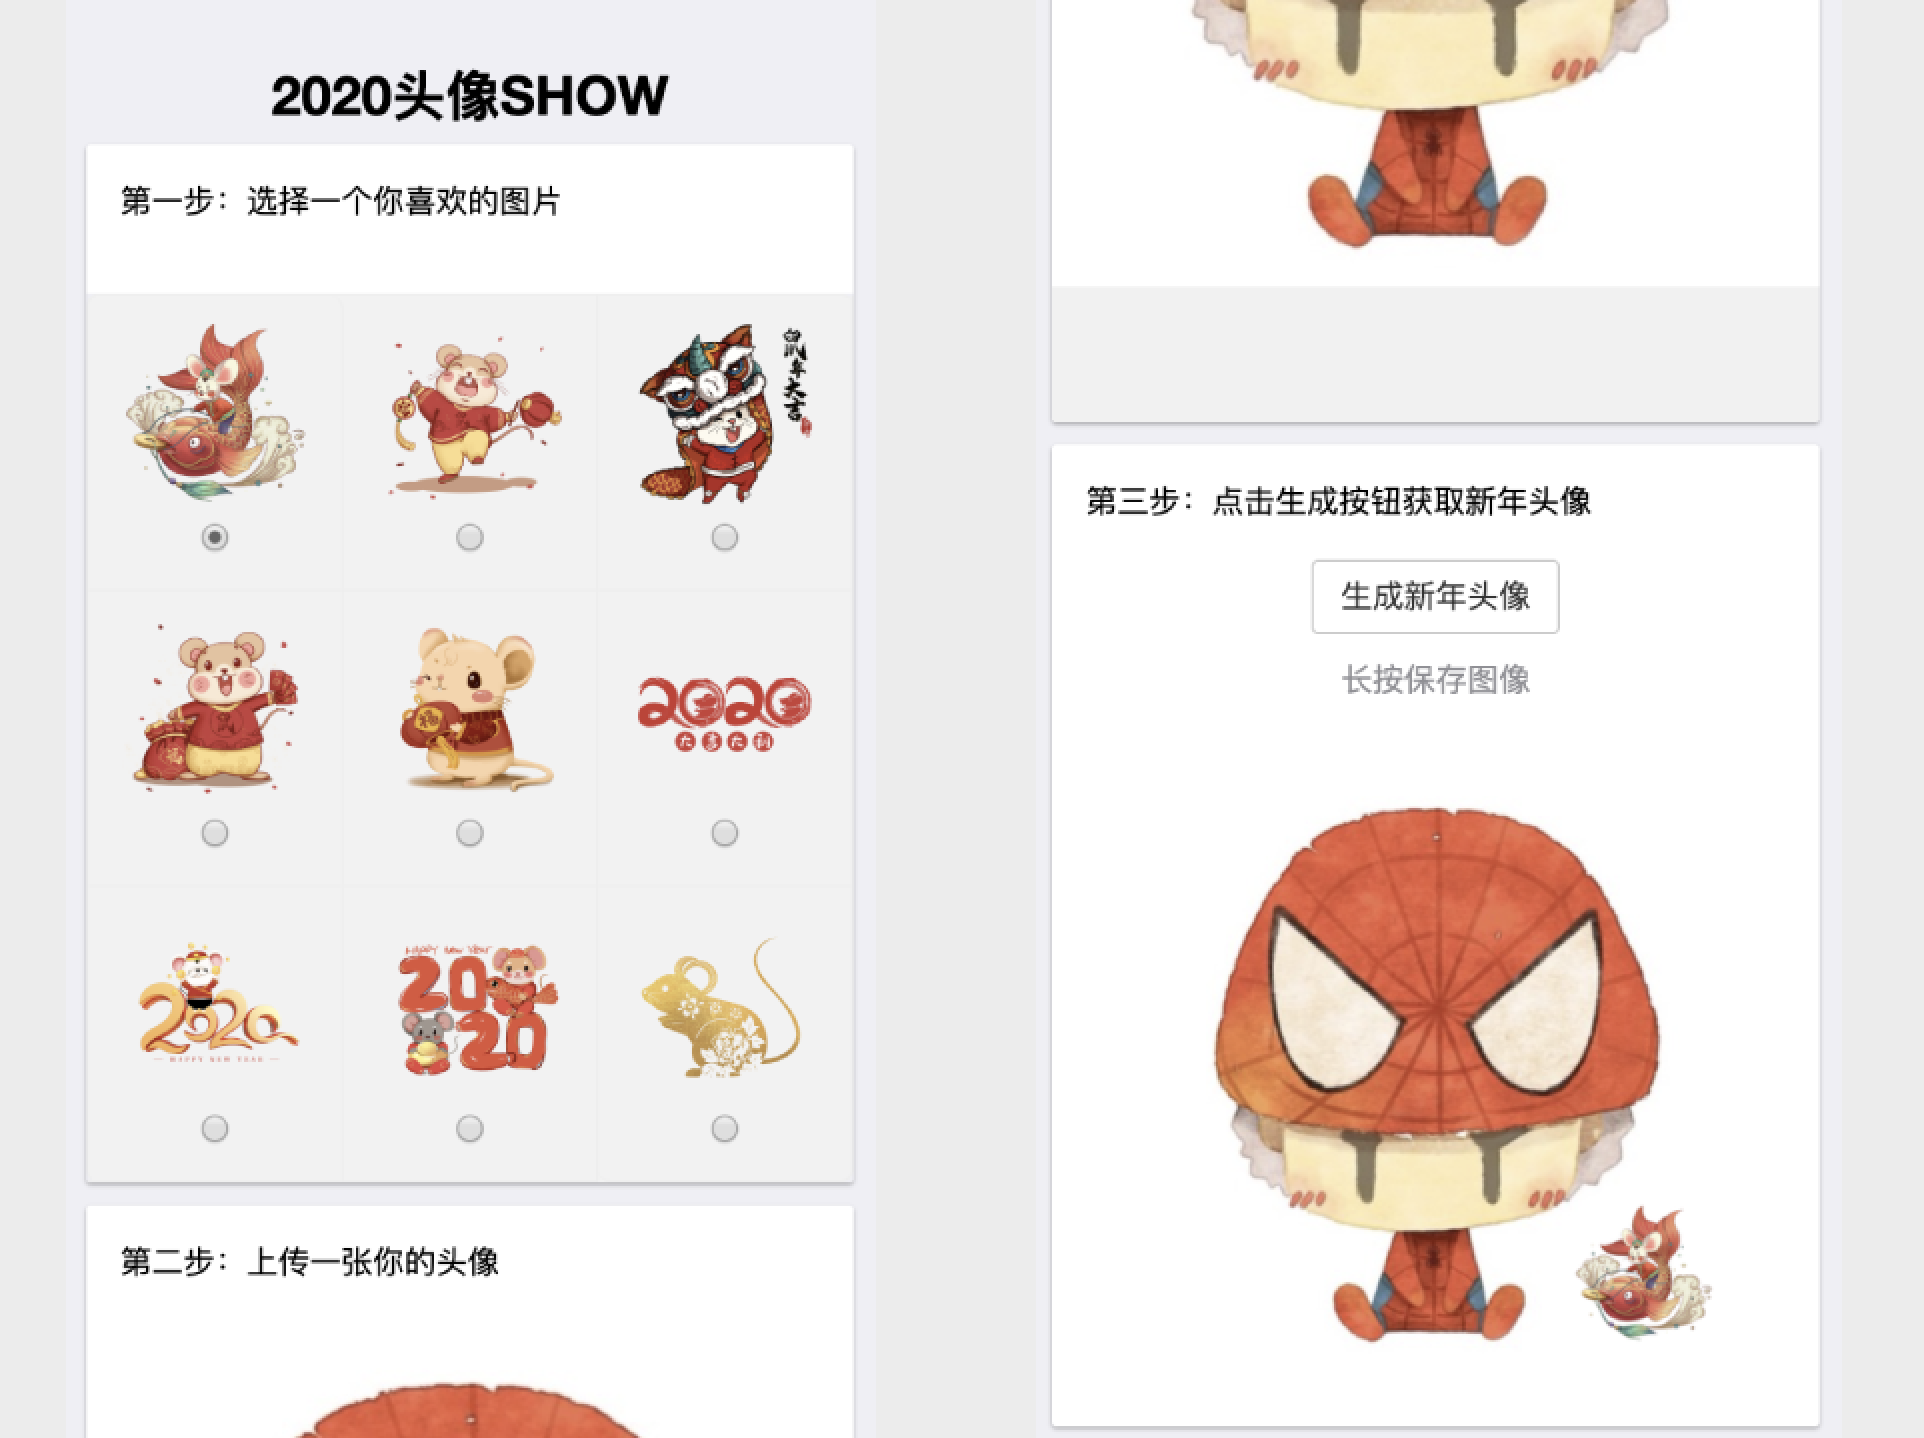 2020头像SHOW
第一步：选择一个你喜欢的图片
鼠年大吉
2020
大吉大利
2020
HAPPY NEW YEAR
HAPPY New Year
2020
第二步：上传一张你的头像
第三步：点击生成按钮获取新年头像
生成新年头像
长按保存图像